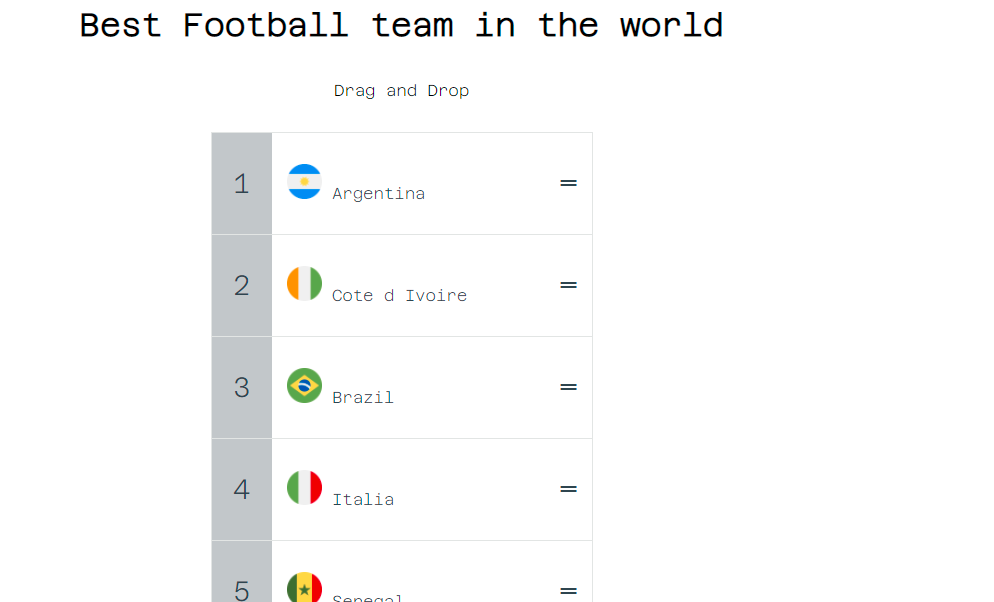 Best Football team in the world
Drag and Drop
1 Argentina
2 Cote d Ivoire
3 Brazil
4 Italia
5 Senegal